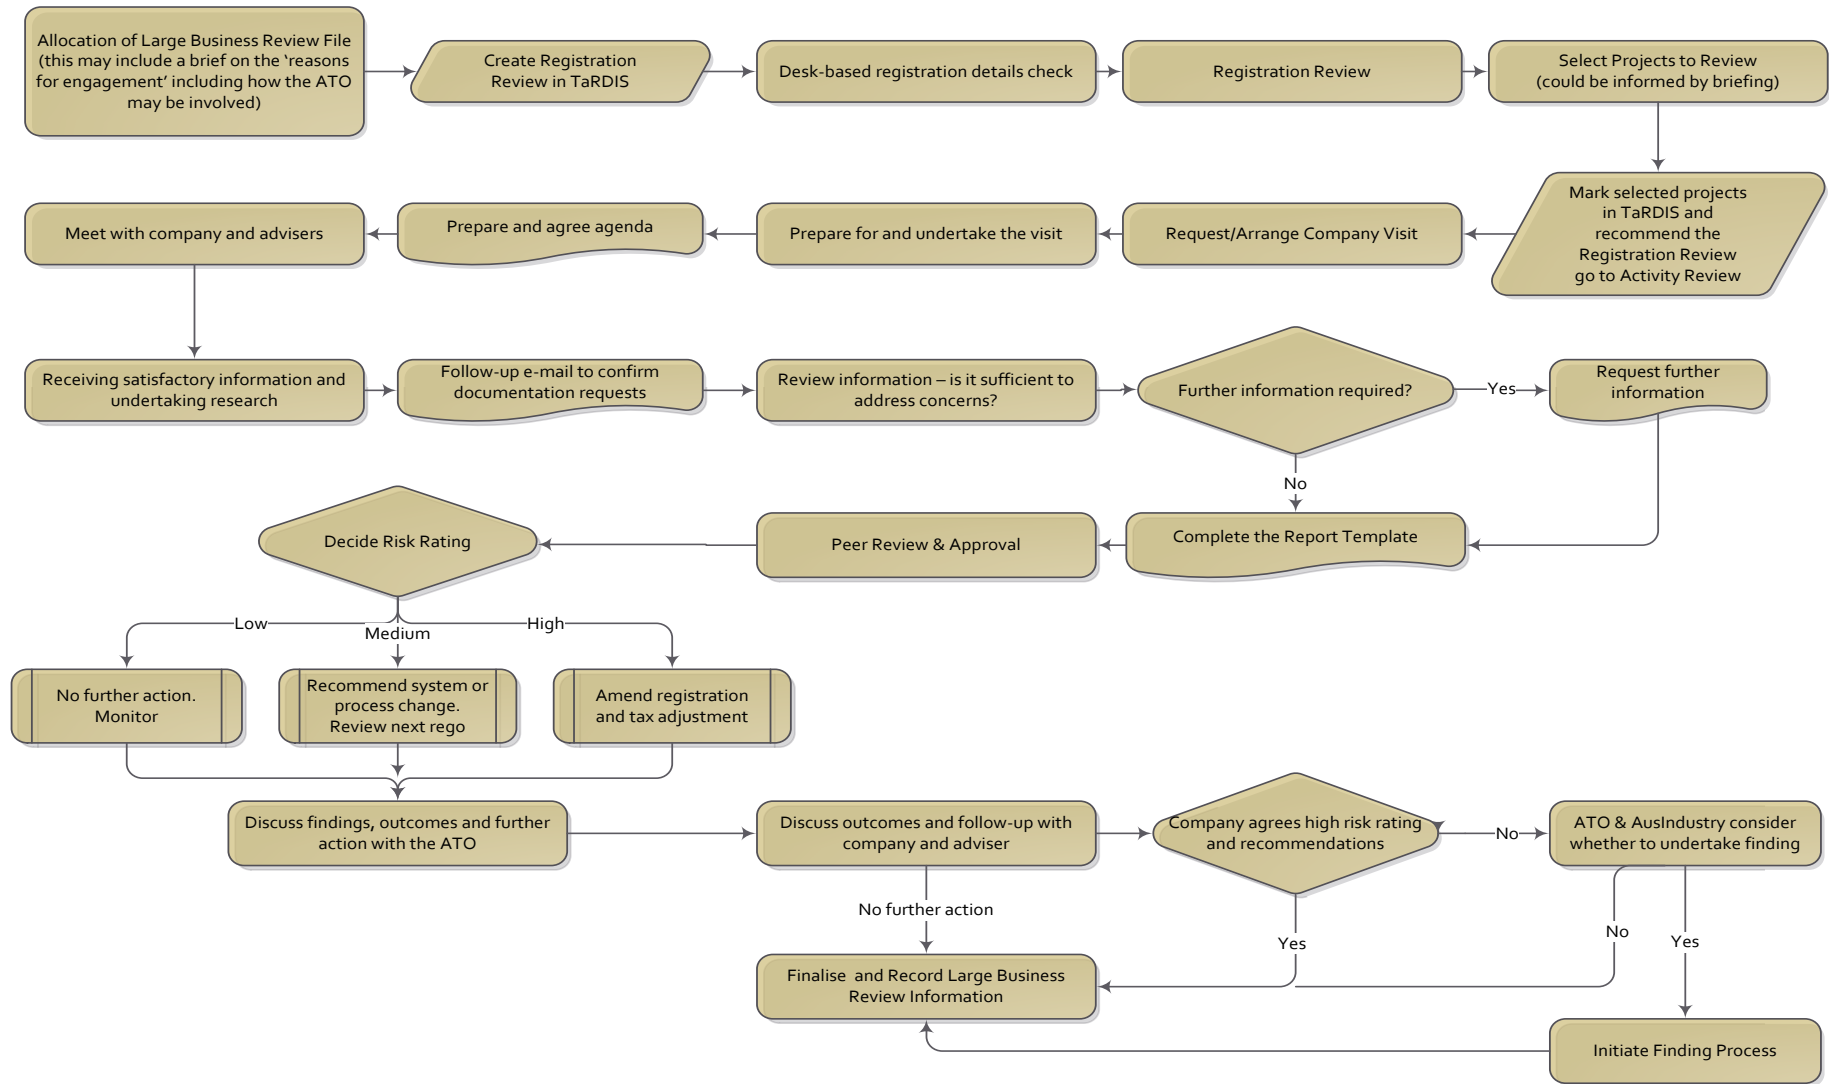 Allocation of Large Business Review File
(this may include a brief on the ‘reasons
for engagement’ including how the ATO
may be involved)
Create Registration
Review in TaRDIS
Desk-based registration details check
Registration Review
Select Projects to Review
(could be informed by briefing)
Mark selected projects
in TaRDIS and
recommend the
Registration Review
go to Activity Review
Request/Arrange Company Visit
Prepare for and undertake the visit
Prepare and agree agenda
Meet with company and advisers
Receiving satisfactory information and
undertaking research
Follow-up e-mail to confirm
documentation requests
Review information – is it sufficient to
address concerns?
Further information required?
Yes
Request further
information
No
Complete the Report Template
Peer Review & Approval
Decide Risk Rating
Low
Medium
High
No further action.
Monitor
Recommend system or
process change.
Review next rego
Amend registration
and tax adjustment
Discuss findings, outcomes and further
action with the ATO
Discuss outcomes and follow-up with
company and adviser
Company agrees high risk rating
and recommendations
No
ATO & AusIndustry consider
whether to undertake finding
No further action
Yes
No
Yes
Finalise and Record Large Business
Review Information
Initiate Finding Process